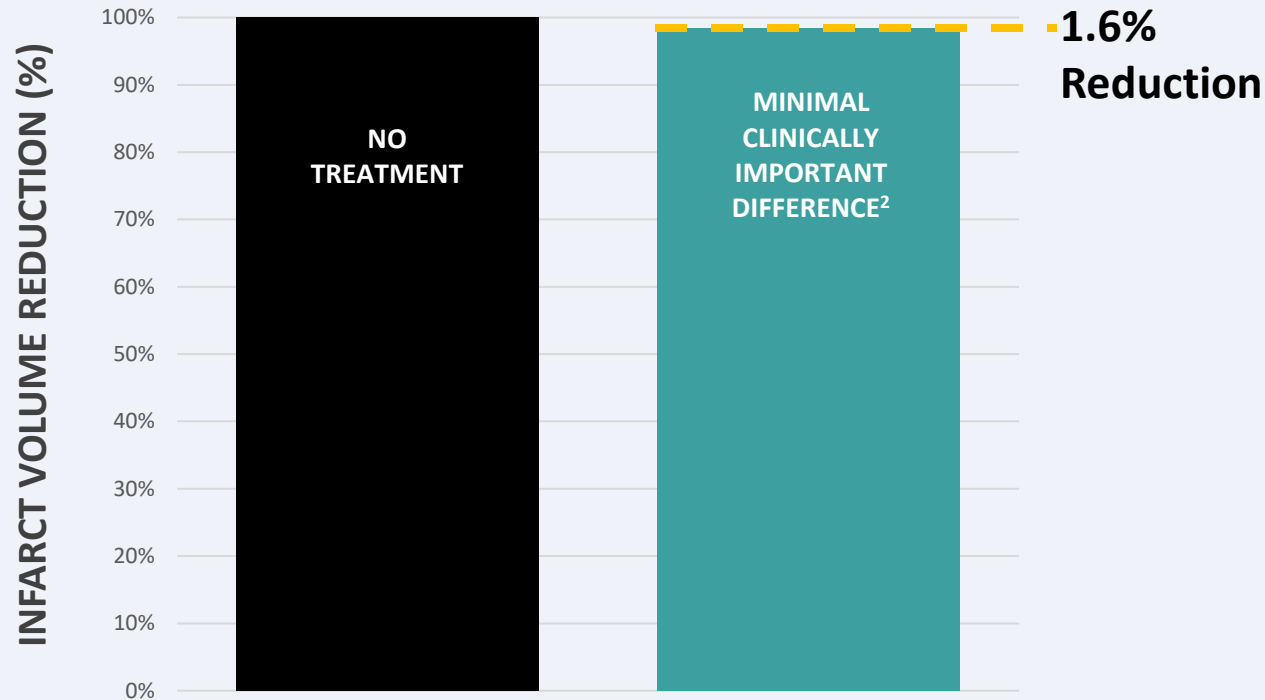 INFARCT VOLUME REDUCTION (%)
100%
90%
80%
70%
60%
50%
40%
30%
20%
10%
0%
NO
TREATMENT
MINIMAL
CLINICALLY
IMPORTANT
DIFFERENCE²
1.6%
Reduction